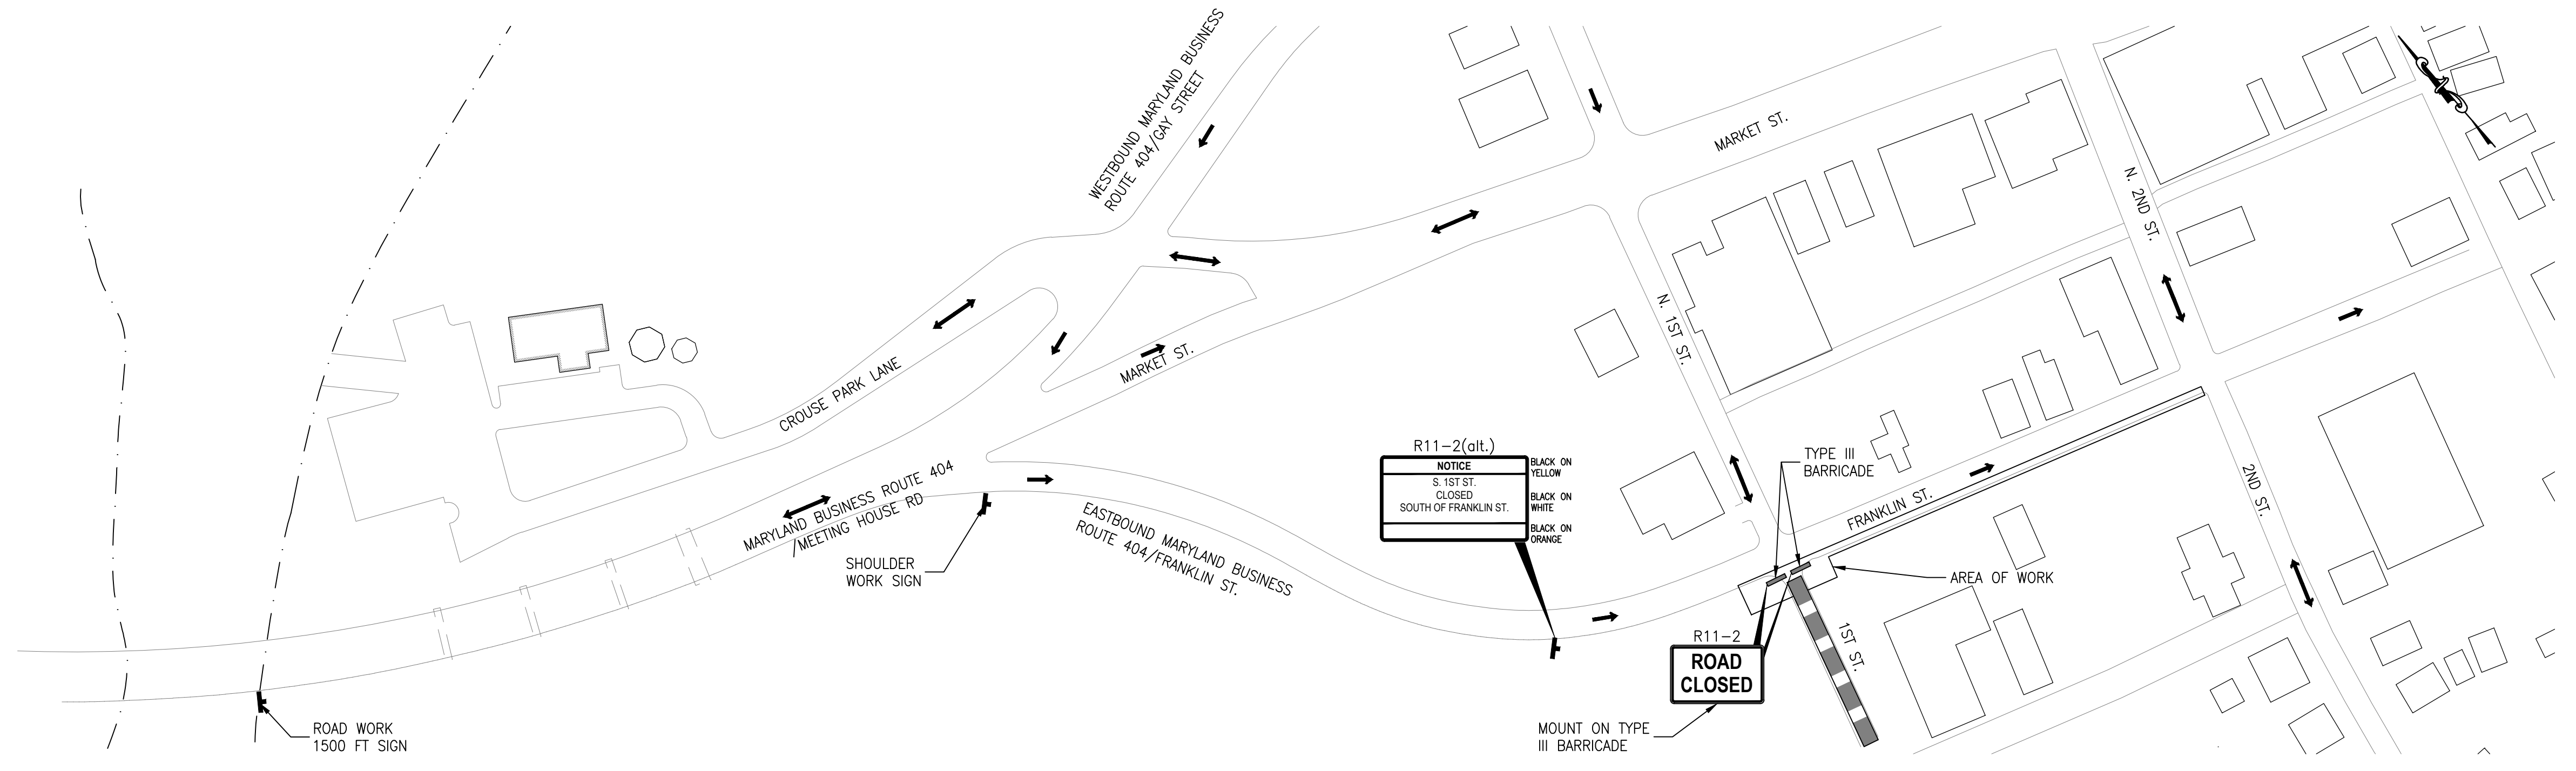 WESTBOUND MARYLAND BUSINESS
ROUTE 404/GAY STREET
MARKET ST.
N. 2ND ST.
N. 1ST ST.
CROUSE PARK LANE
MARKET ST.
MARYLAND BUSINESS ROUTE 404
/MEETING HOUSE RD
SHOULDER
WORK SIGN
EASTBOUND MARYLAND BUSINESS
ROUTE 404/FRANKLIN ST.
R11-2(alt.)
NOTICE
S. 1ST ST.
CLOSED
SOUTH OF FRANKLIN ST.
BLACK ON
YELLOW
BLACK ON
WHITE
BLACK ON
ORANGE
TYPE III
BARRICADE
FRANKLIN ST.
2ND ST.
AREA OF WORK
1ST ST.
R11-2
ROAD
CLOSED
MOUNT ON TYPE
III BARRICADE
ROAD WORK
1500 FT SIGN